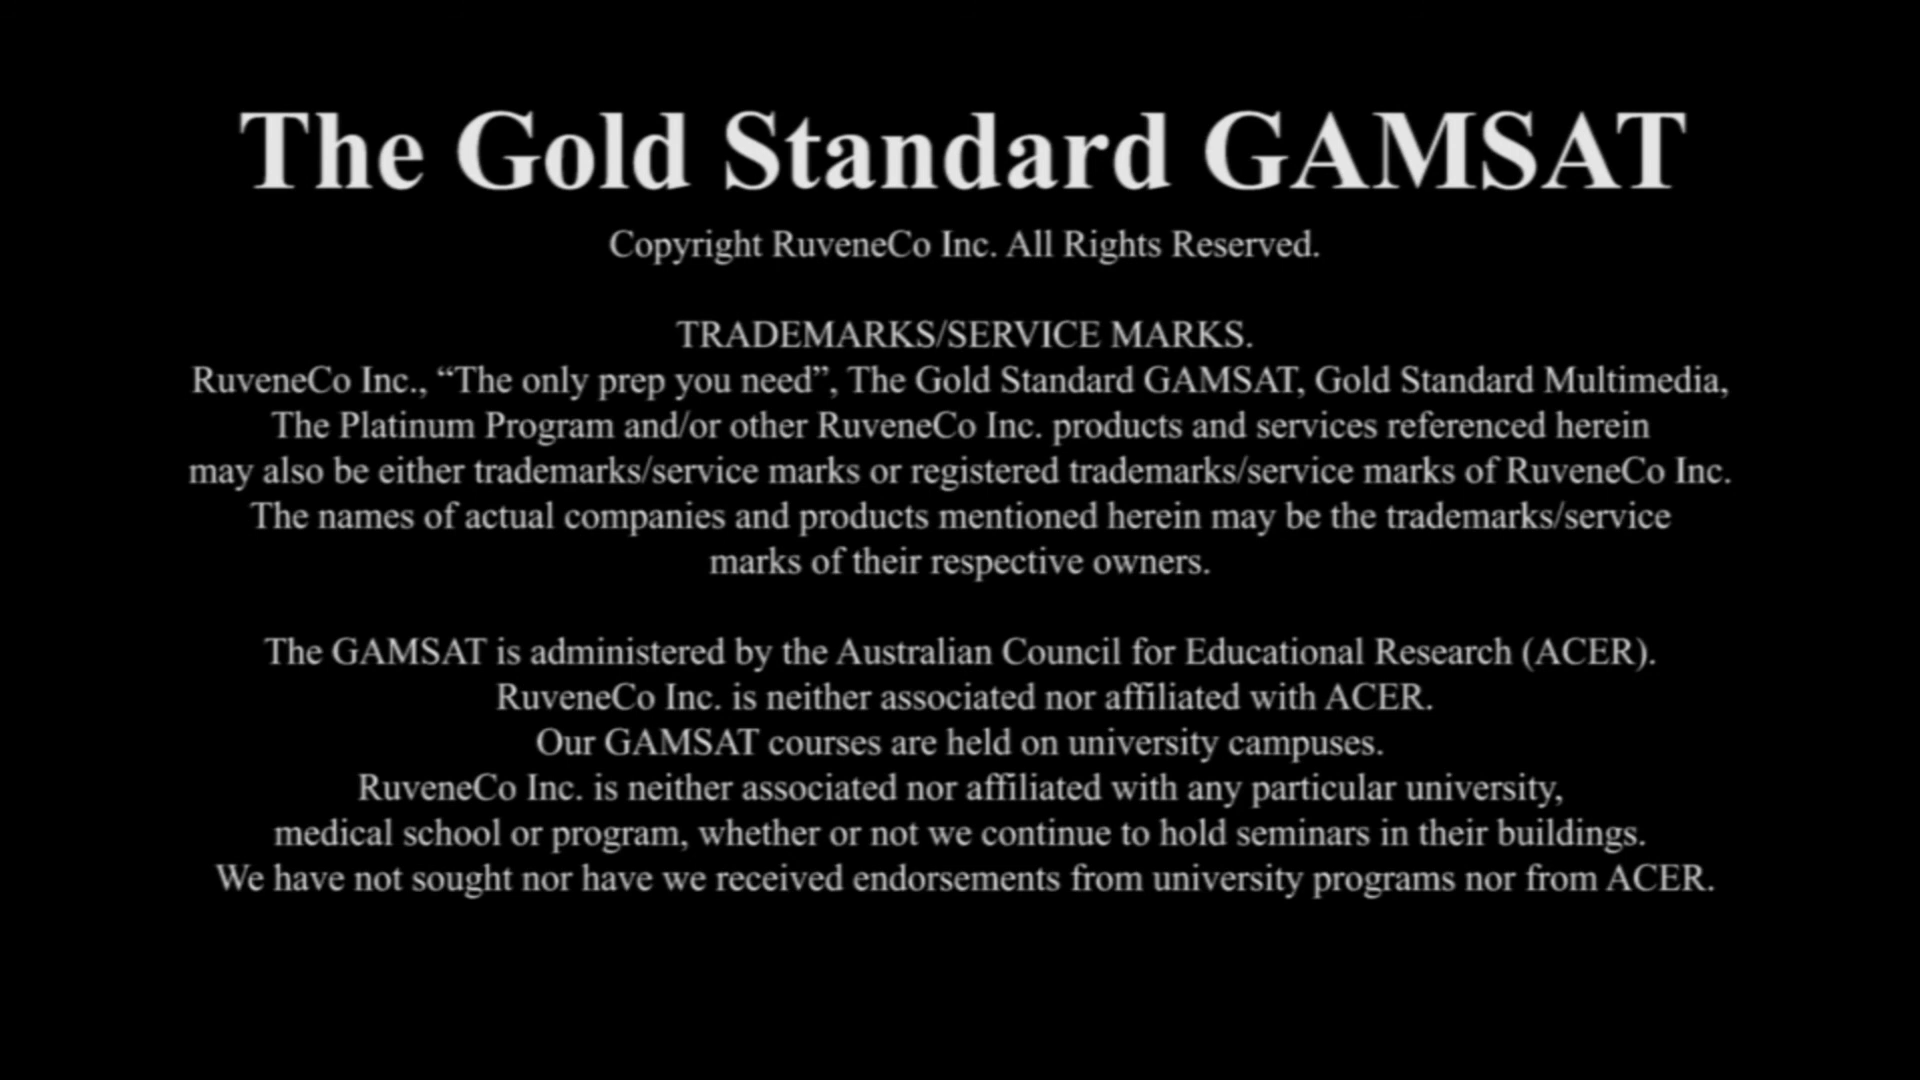 The Gold Standard GAMSAT
Copyright RuveneCo Inc. All Rights Reserved.
TRADEMARKS/SERVICE MARKS.
RuveneCo Inc., “The only prep you need”, The Gold Standard GAMSAT, Gold Standard Multimedia,
The Platinum Program and/or other RuveneCo Inc. products and services referenced herein
may also be either trademarks/service marks or registered trademarks/service marks of RuveneCo Inc.
The names of actual companies and products mentioned herein may be the trademarks/service
marks of their respective owners.
The GAMSAT is administered by the Australian Council for Educational Research (ACER).
RuveneCo Inc. is neither associated nor affiliated with ACER.
Our GAMSAT courses are held on university campuses.
RuveneCo Inc. is neither associated nor affiliated with any particular university,
medical school or program, whether or not we continue to hold seminars in their buildings.
We have not sought nor have we received endorsements from university programs nor from ACER.